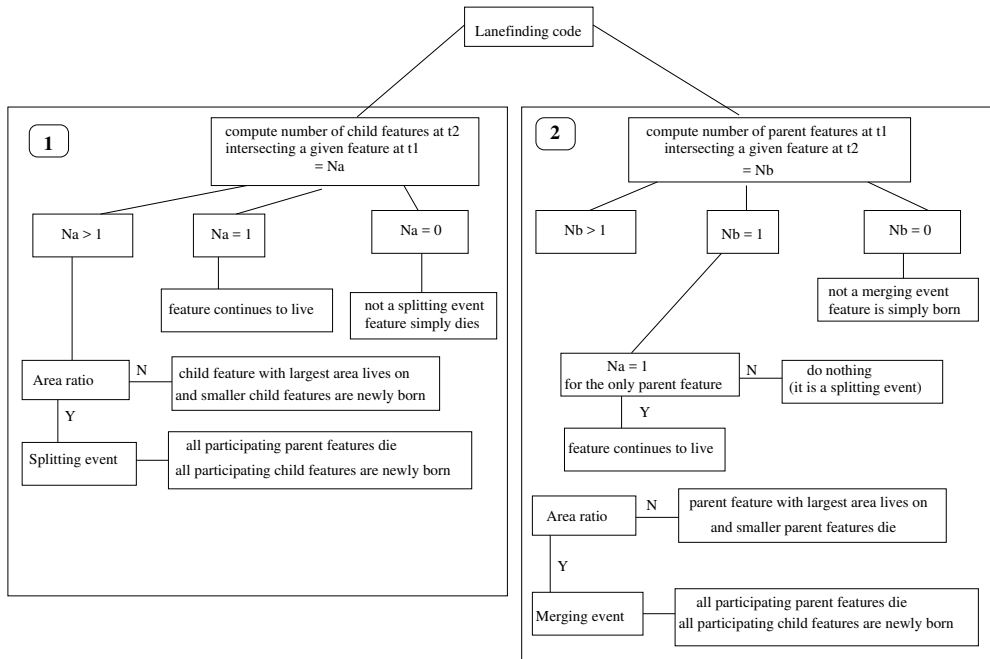 Lanefinding code
1
compute number of child features at t2
intersecting a given feature at t1
= Na
Na > 1
Na = 1
Na = 0
feature continues to live
not a splitting event
feature simply dies
Area ratio
N
child feature with largest area lives on
and smaller child features are newly born
Y
Splitting event
all participating parent features die
all participating child features are newly born
2
compute number of parent features at t1
intersecting a given feature at t2
= Nb
Nb > 1
Nb = 1
Nb = 0
not a merging event
feature is simply born
Na = 1
for the only parent feature
N
do nothing
(it is a splitting event)
Y
feature continues to live
Area ratio
N
parent feature with largest area lives on
and smaller parent features die
Y
Merging event
all participating parent features die
all participating child features are newly born